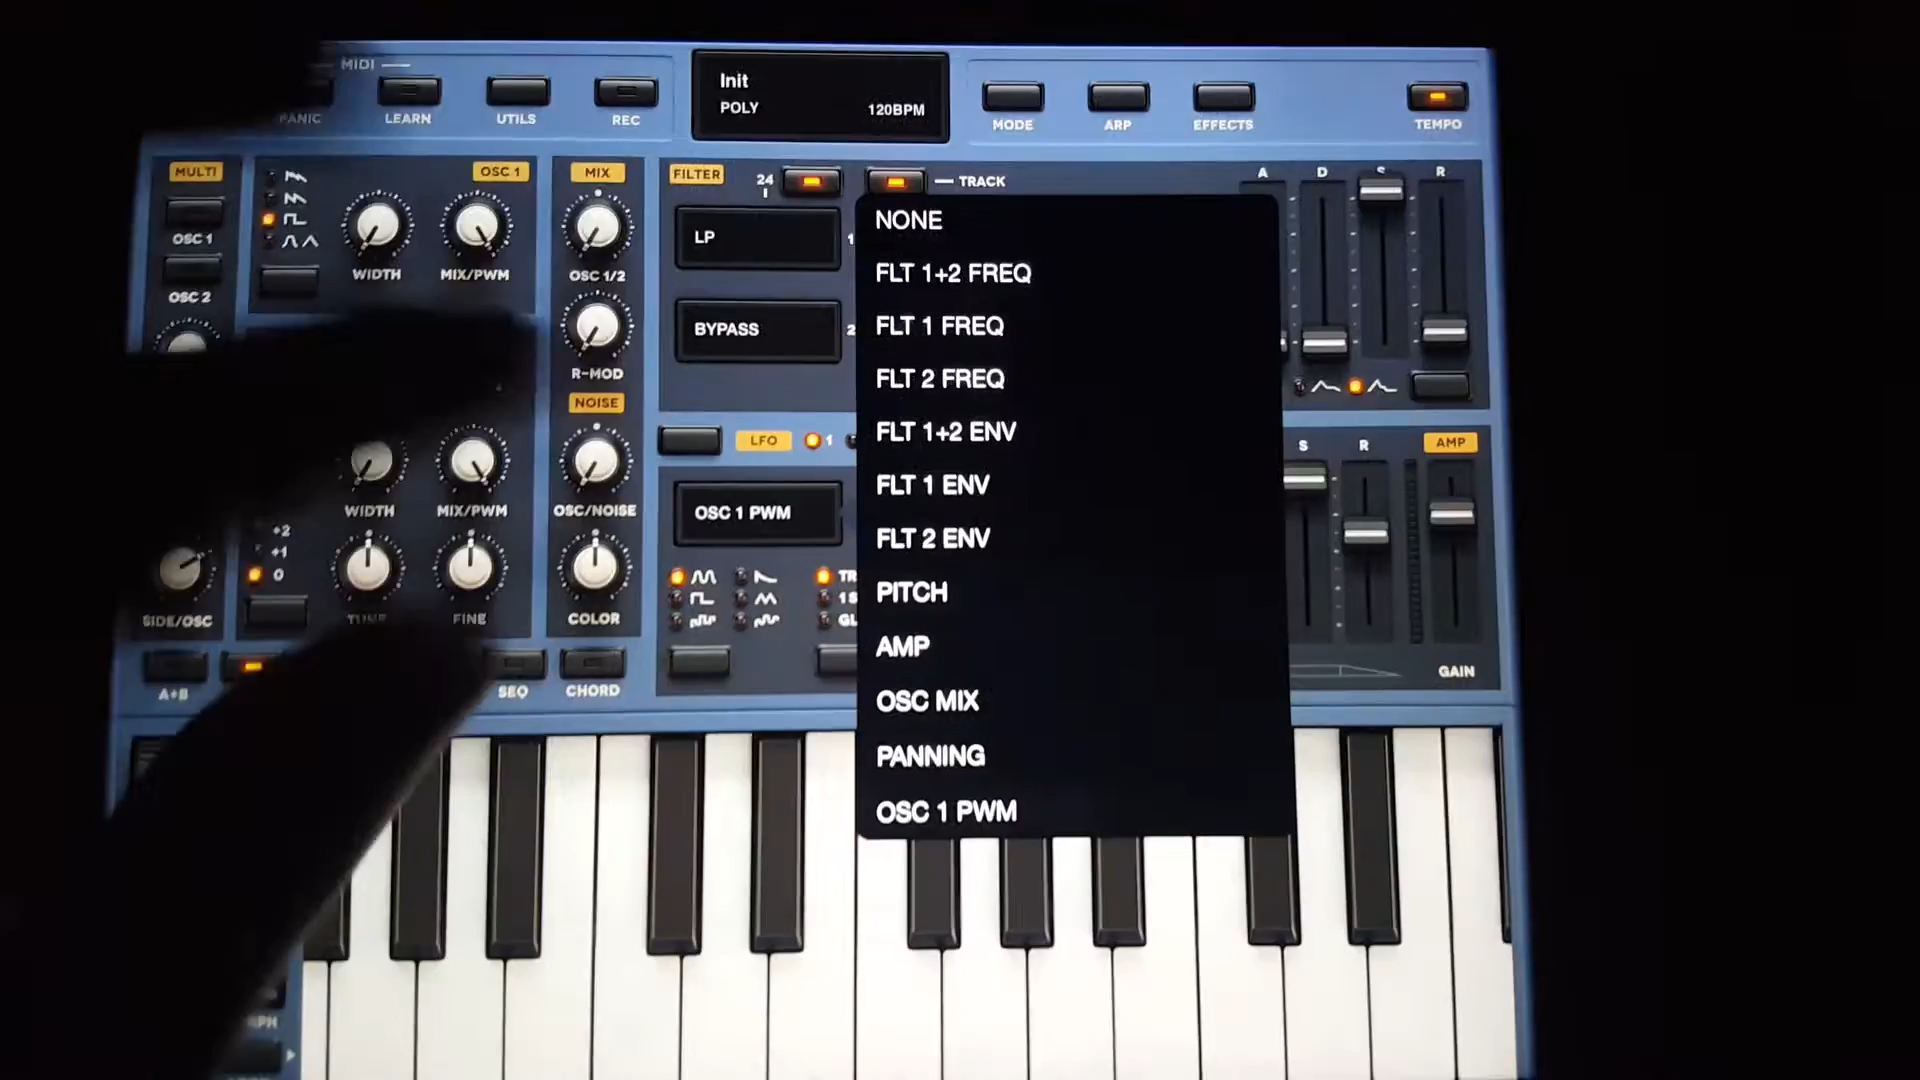 MIDI
PANIC
LEARN
UTILS
REC
Init
POLY
120BPM
MODE
ARP
EFFECTS
TEMPO
MULTI
OSC 1
OSC 2
OSC 1
WIDTH
MIX/PWM
MIX
OSC 1/2
R-MOD
NOISE
OSC/NOISE
COLOR
WIDTH
MIX/PWM
+2
+1
0
SIDE/OSC
TUNE
FINE
A+B
SEQ
CHORD
FILTER
24
TRACK
LP
1
BYPASS
2
LFO
1
OSC 1 PWM
NONE
FLT 1+2 FREQ
FLT 1 FREQ
FLT 2 FREQ
FLT 1+2 ENV
FLT 1 ENV
FLT 2 ENV
PITCH
AMP
OSC MIX
PANNING
OSC 1 PWM
A
D
S
R
S
R
AMP
GAIN